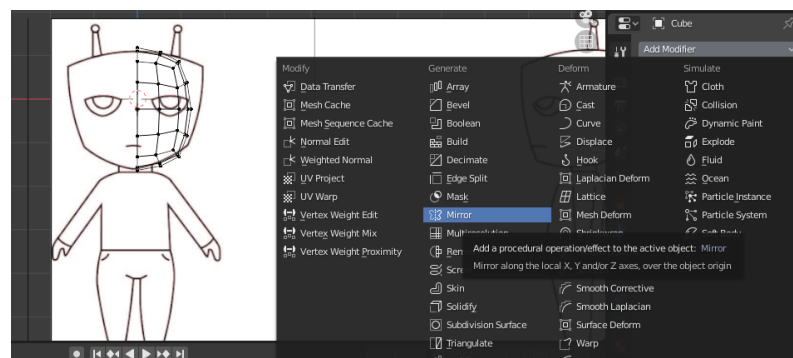 Cube
Add Modifier
Modify
Data Transfer
Mesh Cache
Mesh Sequence Cache
Normal Edit
Weighted Normal
UV Project
UV Warp
Vertex Weight Edit
Vertex Weight Mix
Vertex Weight Proximity
Generate
Array
Bevel
Boolean
Build
Decimate
Edge Split
Mask
Mirror
Multiresolution
Skin
Solidify
Subdivision Surface
Triangulate
Deform
Armature
Cast
Curve
Displace
Hook
Laplacian Deform
Lattice
Mesh Deform
Shrinkwrap
Smooth Corrective
Smooth Laplacian
Surface Deform
Warp
Simulate
Cloth
Collision
Dynamic Paint
Explode
Fluid
Ocean
Particle Instance
Particle System
Soft Body
Add a procedural operation/effect to the active object: Mirror
Mirror along the local X, Y and/or Z axes, over the object origin